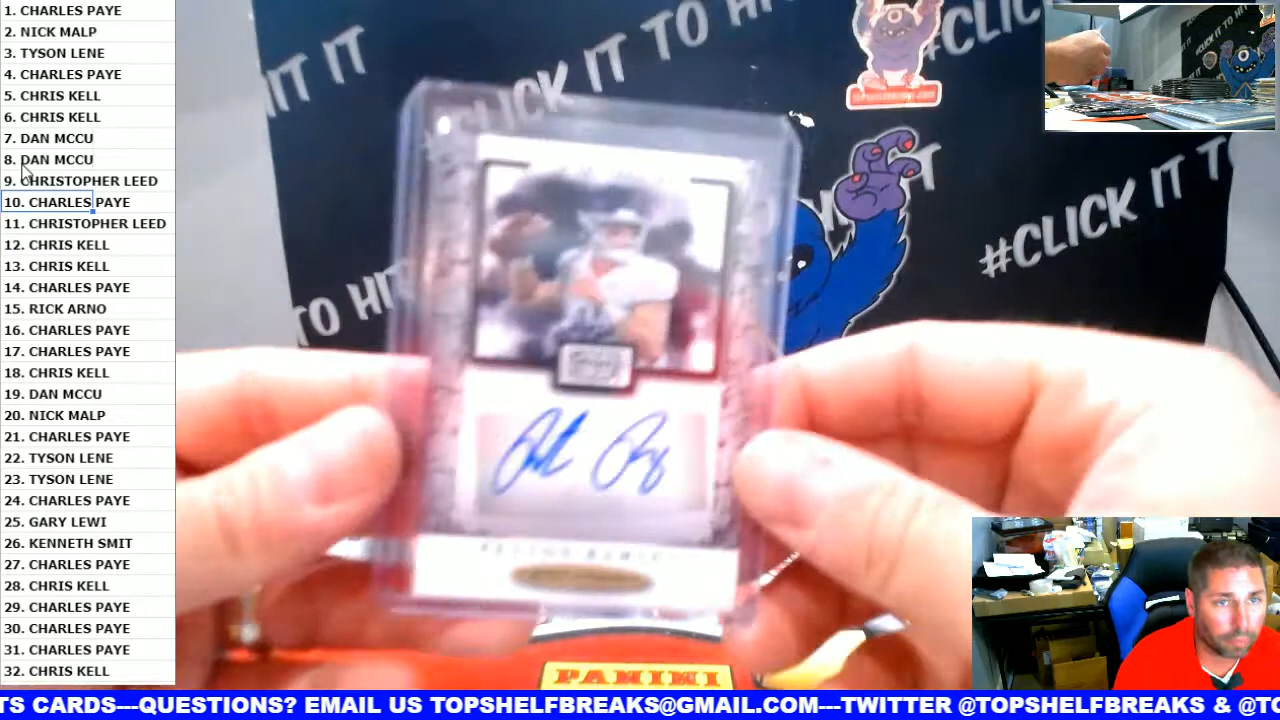 1. CHARLES PAYE
2. NICK MALP
3. TYSON LENE
4. CHARLES PAYE
5. CHRIS KELL
6. CHRIS KELL
7. DAN MCCU
8. DAN MCCU
9. CHRISTOPHER LEED
10. CHARLES PAYE
11. CHRISTOPHER LEED
12. CHRIS KELL
13. CHRIS KELL
14. CHARLES PAYE
15. RICK ARNO
16. CHARLES PAYE
17. CHARLES PAYE
18. CHRIS KELL
19. DAN MCCU
20. NICK MALP
21. CHARLES PAYE
22. TYSON LENE
23. TYSON LENE
24. CHARLES PAYE
25. GARY LEWI
26. KENNETH SMIT
27. CHARLES PAYE
28. CHRIS KELL
29. CHARLES PAYE
30. CHARLES PAYE
31. CHARLES PAYE
32. CHRIS KELL
HIT IT
#CLICK IT TO HIT IT
#CLIC
#CLICK IT TO HIT
TO HIT
PANINI
TS CARDS---QUESTIONS? EMAIL US TOPSHELFBREAKS@GMAIL.COM---TWITTER @TOPSHELFBREAKS & @TO